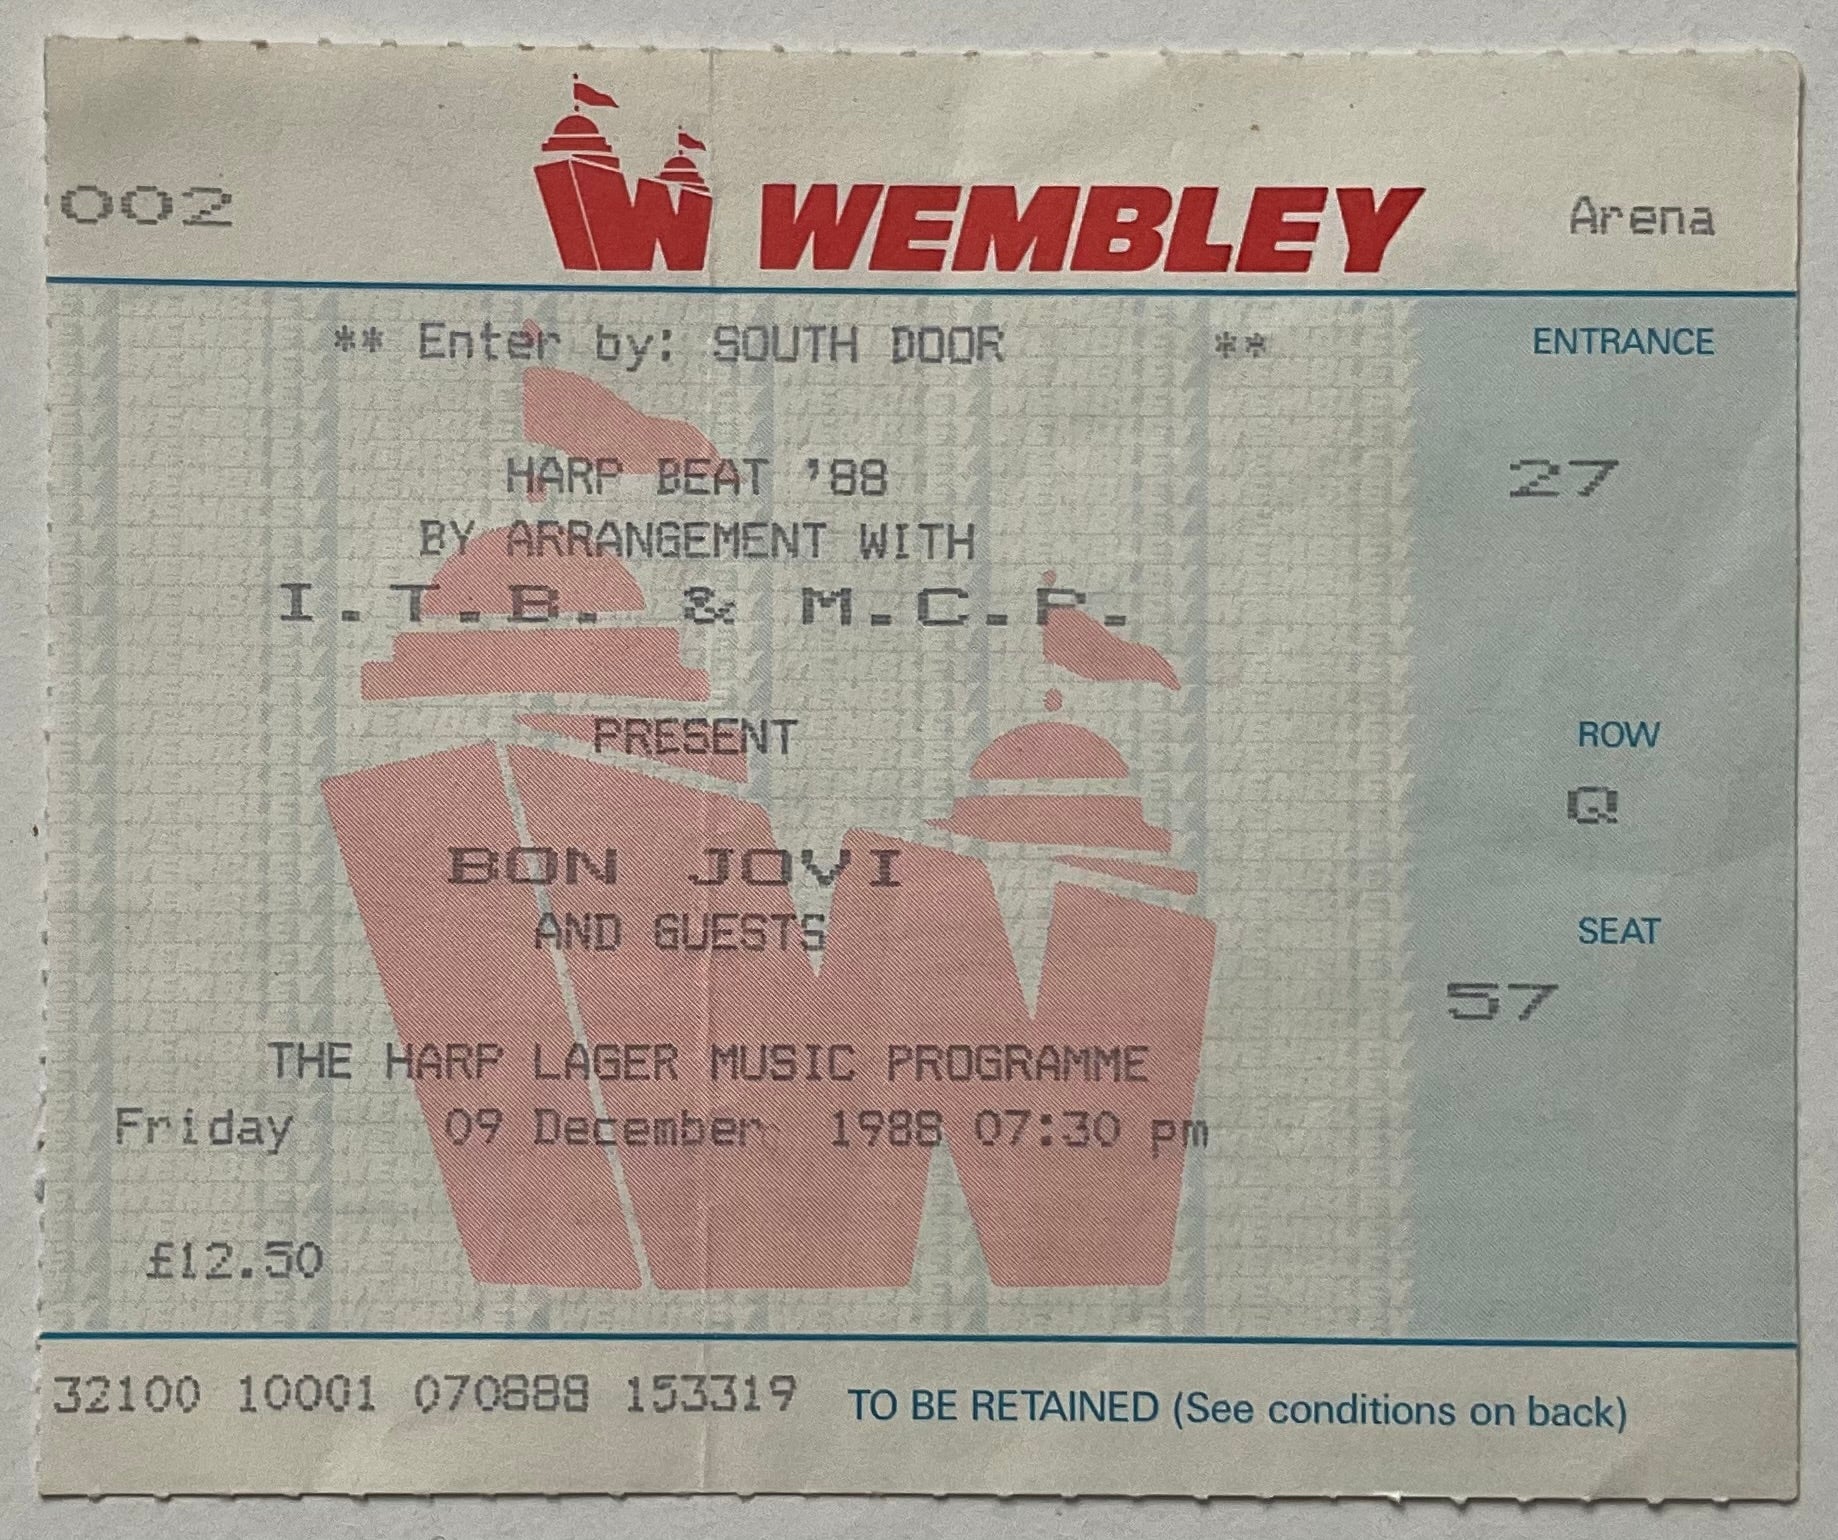 002
WEMBLEY
Arena
** Enter by: SOUTH DOOR **
ENTRANCE
27
HARP BEAT '88
BY ARRANGEMENT WITH
I.T.B. & M.C.P.
PRESENT
ROW
Q
BON JOVI
AND GUESTS
SEAT
57
THE HARP LAGER MUSIC PROGRAMME
Friday 09 December 1988 07:30 pm
£12.50
32100 10001 070888 153319 TO BE RETAINED (See conditions on back)